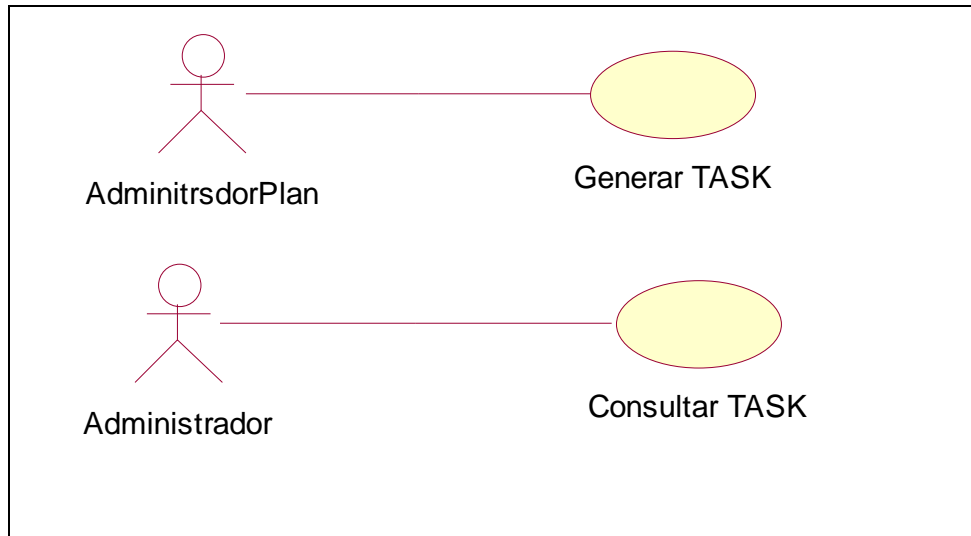 Generar TASK
AdminitrsdorPlan
Consultar TASK
Administrador